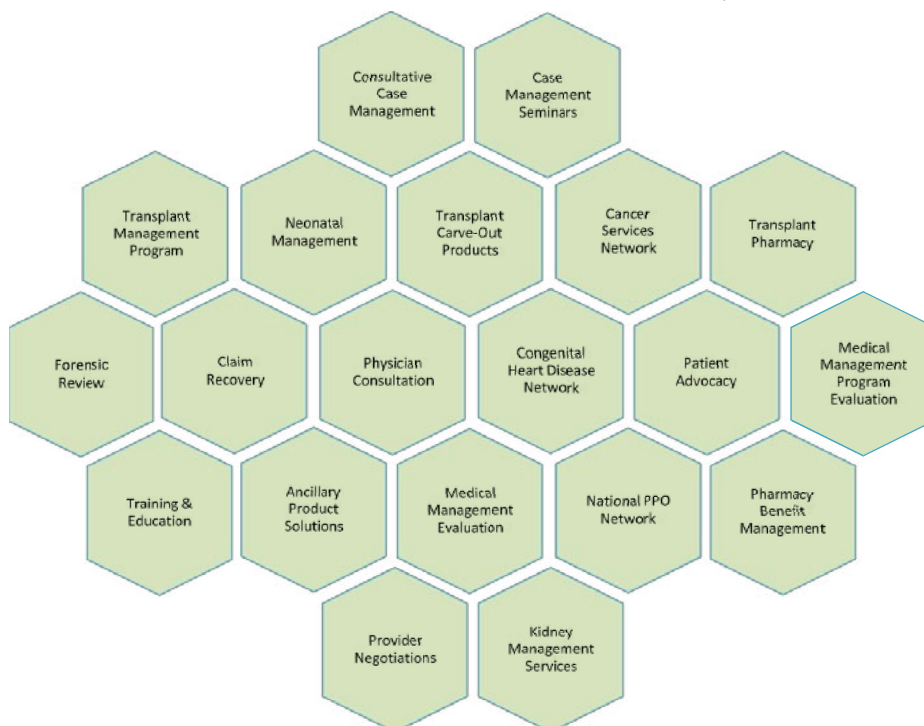 Consultative
Case
Management
Case
Management
Seminars
Transplant
Management
Program
Neonatal
Management
Transplant
Carve-Out
Products
Cancer
Services
Network
Transplant
Pharmacy
Forensic
Review
Claim
Recovery
Physician
Consultation
Congenital
Heart Disease
Network
Patient
Advocacy
Medical
Management
Program
Evaluation
Training &
Education
Ancillary
Product
Solutions
Medical
Management
Evaluation
National PPO
Network
Pharmacy
Benefit
Management
Provider
Negotiations
Kidney
Management
Services